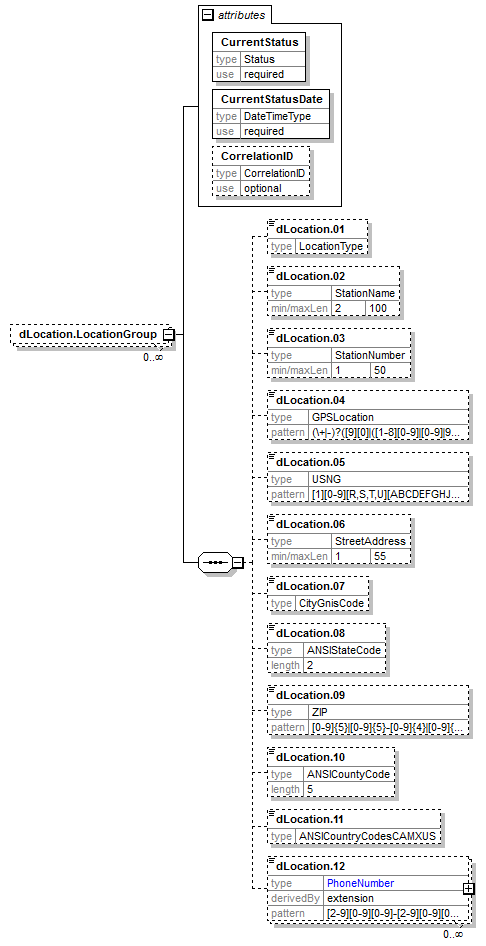 attributes
CurrentStatus
type Status
use required
CurrentStatusDate
type DateTimeType
use required
CorrelationID
type CorrelationID
use optional
dLocation.LocationGroup
0..∞
dLocation.01
type LocationType
dLocation.02
type StationName
min/maxLen 2 100
dLocation.03
type StationNumber
min/maxLen 1 50
dLocation.04
type GPSLocation
pattern (\+|-)?([9][0]|([1-8][0-9]|[0-9]|9...
dLocation.05
type USNG
pattern [1][0-9][R,S,T,U][ABCDEFGHJ...
dLocation.06
type StreetAddress
min/maxLen 1 55
dLocation.07
type CityGnisCode
dLocation.08
type ANSIStateCode
length 2
dLocation.09
type ZIP
pattern [0-9]{5}|[0-9]{5}-[0-9]{4}|[0-9]{...
dLocation.10
type ANSICountyCode
length 5
dLocation.11
type ANSICountryCodesCAMXUS
dLocation.12
type PhoneNumber
derivedBy extension
pattern [2-9][0-9][0-9]-[2-9][0-9][0...
0..∞